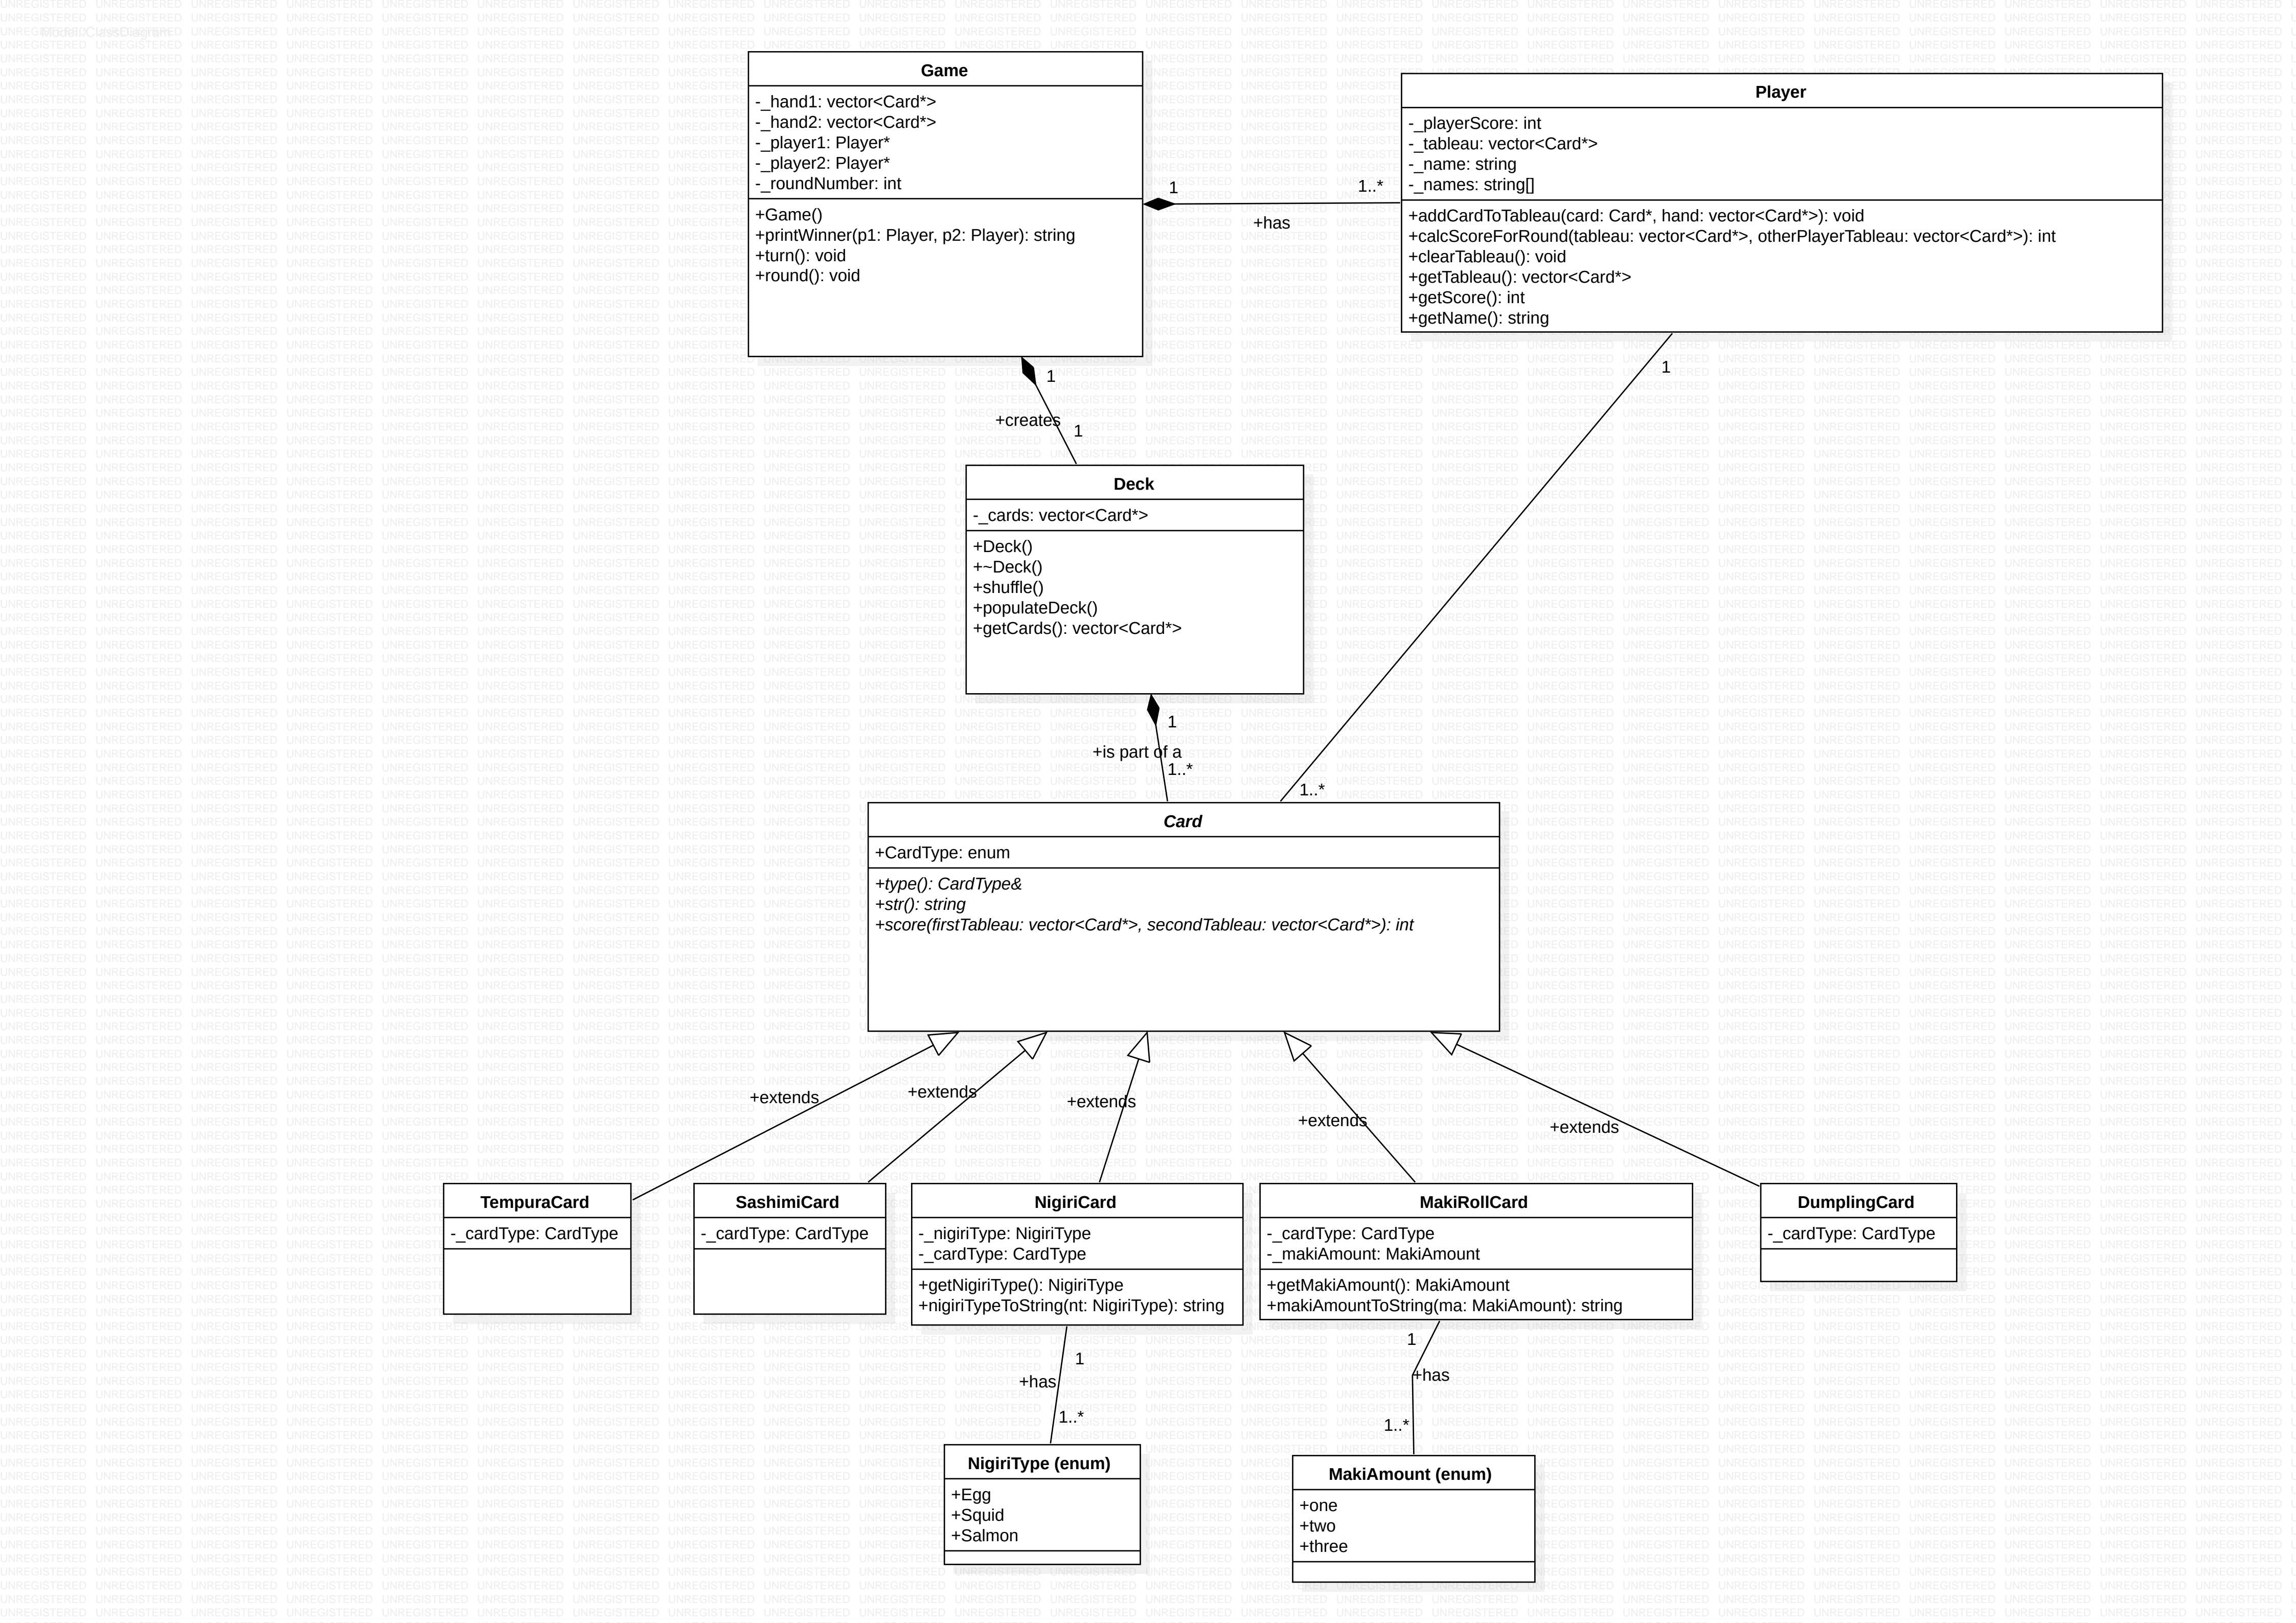 Model::ClassDiagram
Game
-_hand1: vector<Card*>
-_hand2: vector<Card*>
-_player1: Player*
-_player2: Player*
-_roundNumber: int
+Game()
+printWinner(p1: Player, p2: Player): string
+turn(): void
+round(): void
Player
-_playerScore: int
-_tableau: vector<Card*>
-_name: string
-_names: string[]
+addCardToTableau(card: Card*, hand: vector<Card*>): void
+calcScoreForRound(tableau: vector<Card*>, otherPlayerTableau: vector<Card*>): int
+clearTableau(): void
+getTableau(): vector<Card*>
+getScore(): int
+getName(): string
1
1..*
+has
1
+creates
1
1
Deck
-_cards: vector<Card*>
+Deck()
+~Deck()
+shuffle()
+populateDeck()
+getCards(): vector<Card*>
1
+is part of a
1..*
1..*
Card
+CardType: enum
+type(): CardType&
+str(): string
+score(firstTableau: vector<Card*>, secondTableau: vector<Card*>): int
+extends
+extends
+extends
+extends
+extends
TempuraCard
-_cardType: CardType
SashimiCard
-_cardType: CardType
NigiriCard
-_nigiriType: NigiriType
-_cardType: CardType
+getNigiriType(): NigiriType
+nigiriTypeToString(nt: NigiriType): string
MakiRollCard
-_cardType: CardType
-_makiAmount: MakiAmount
+getMakiAmount(): MakiAmount
+makiAmountToString(ma: MakiAmount): string
DumplingCard
-_cardType: CardType
1
+has
1..*
1
+has
1..*
NigiriType (enum)
+Egg
+Squid
+Salmon
MakiAmount (enum)
+one
+two
+three
UNREGISTERED